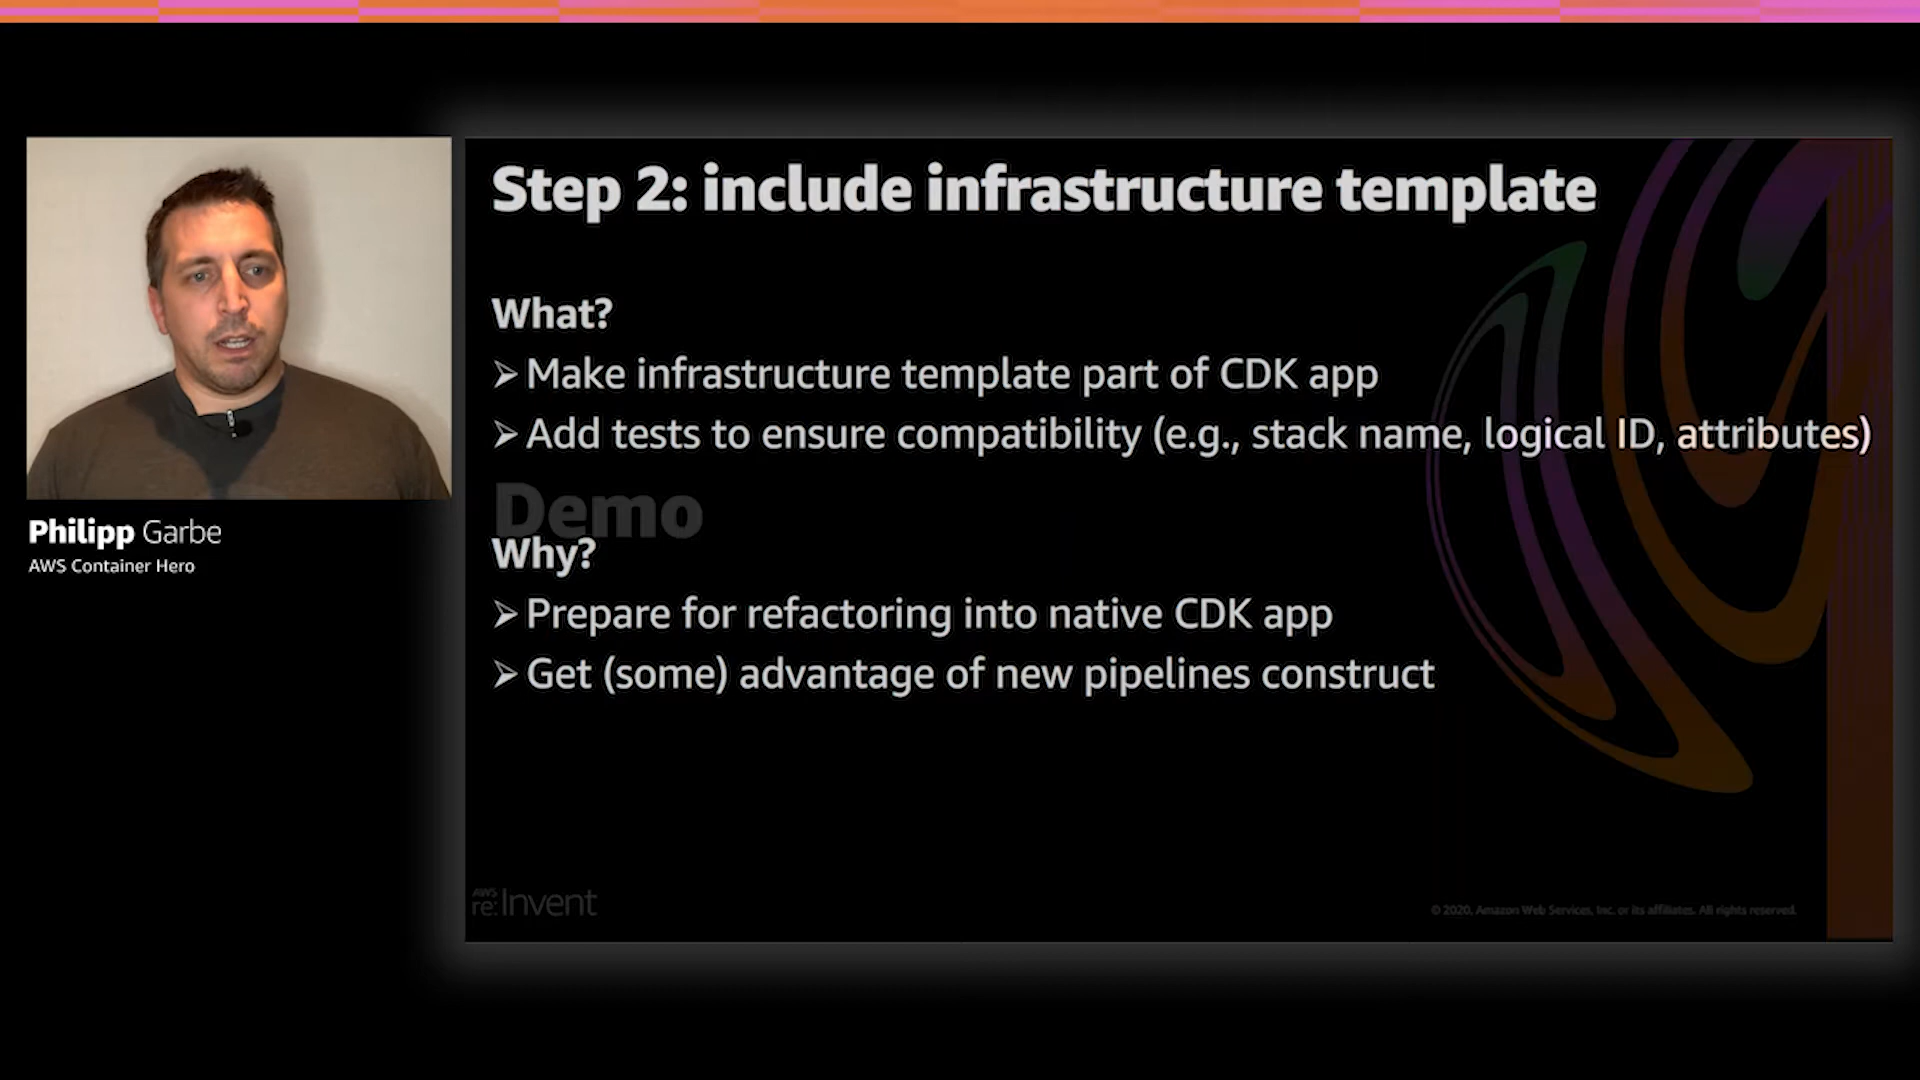 Step 2: include infrastructure template
What?
➢ Make infrastructure template part of CDK app
➢ Add tests to ensure compatibility (e.g., stack name, logical ID, attributes)
Demo
Why?
➢ Prepare for refactoring into native CDK app
➢ Get (some) advantage of new pipelines construct
Philipp Garbe
AWS Container Hero
AWS
re:Invent
© 2020, Amazon Web Services, Inc. or its affiliates. All rights reserved.